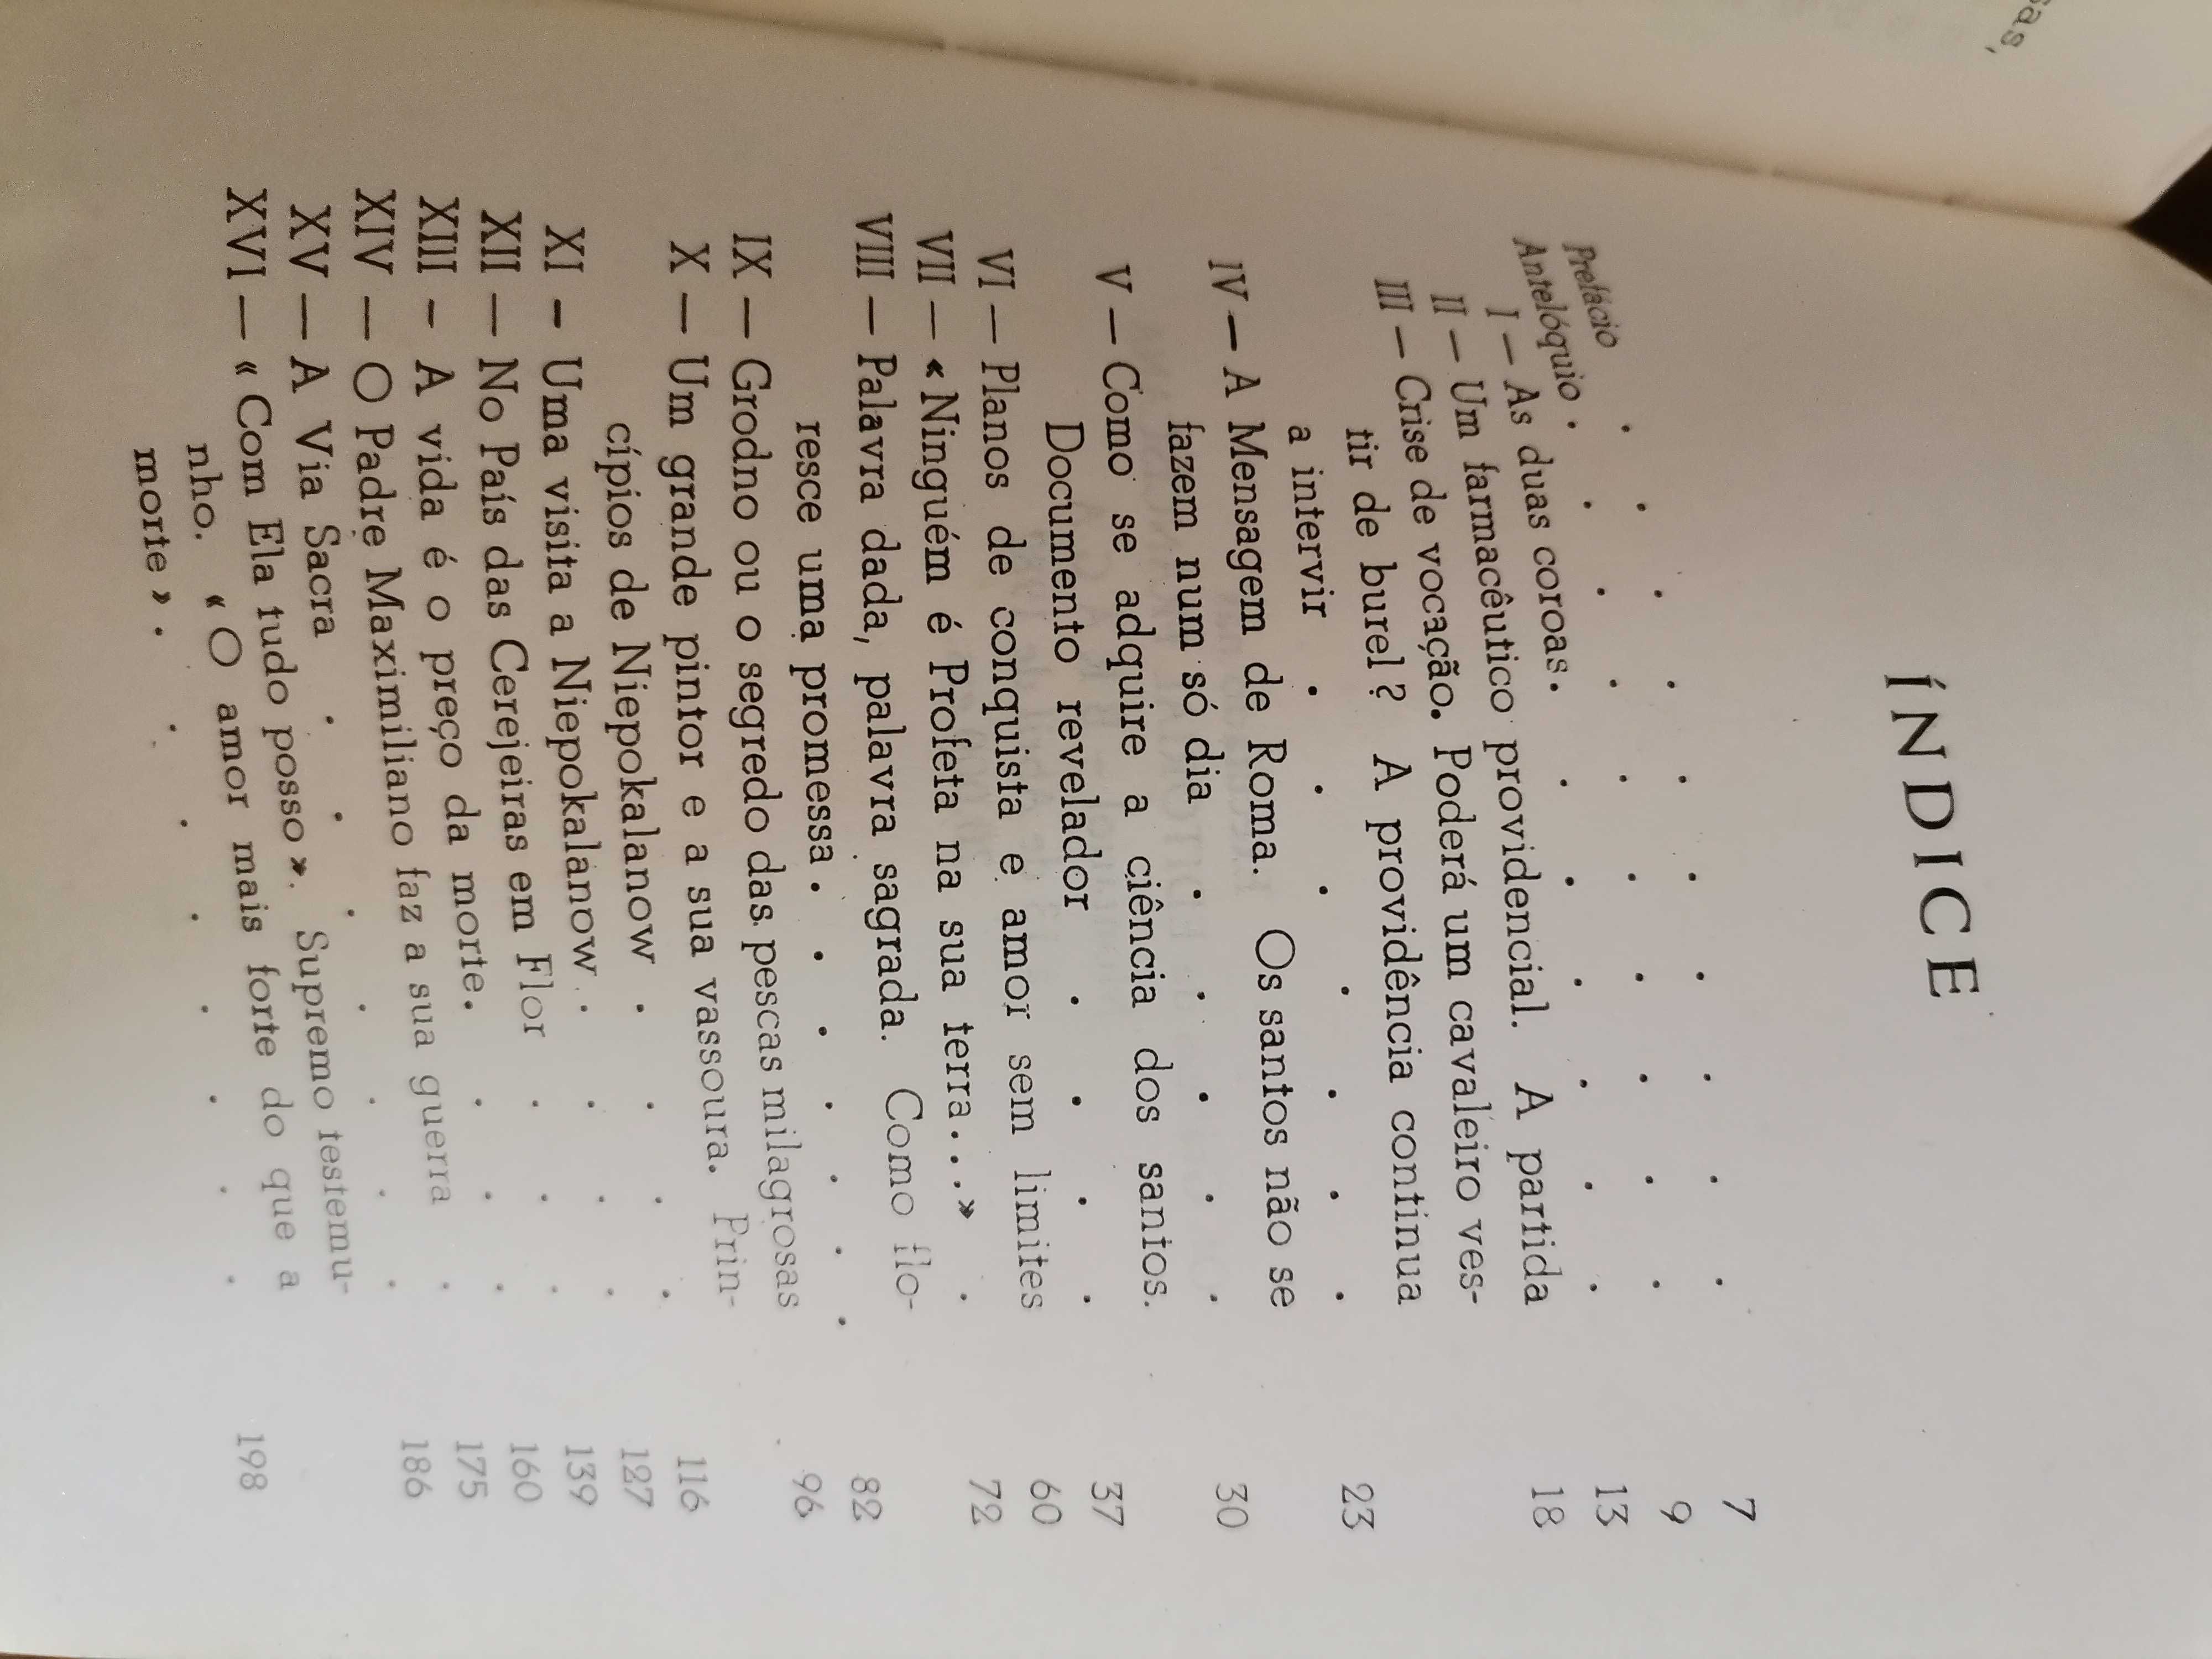 ÍNDICE
Prefácio . . . . . . . . . . 7
Antelóquio . . . . . . . . . . 9
I — As duas coroas. . . . . . . . 13
II — Um farmacêutico providencial. A partida 18
III — Crise de vocação. Poderá um cavaleiro ves-
tir de burel? A providência continua
a intervir . . . . . . . 23
IV — A Mensagem de Roma. Os santos não se
fazem num só dia . . . . . 30
V — Como se adquire a ciência dos santos.
Documento revelador . . . . 37
VI — Planos de conquista e amor sem limites 60
VII — « Ninguém é Profeta na sua terra... » . 72
VIII — Palavra dada, palavra sagrada. Como flo-
resce uma promessa . . . . . . . 82
IX — Grodno ou o segredo das pescas milagrosas 96
X — Um grande pintor e a sua vassoura. Prin-
cípios de Niepokalanow . . . . 116
XI - Uma visita a Niepokalanow . . . . 127
XII — No País das Cerejeiras em Flor . . . 139
XIII - A vida é o preço da morte. . . . . 160
XIV — O Padre Maximiliano faz a sua guerra 175
XV — A Via Sacra . . . . . . . 186
XVI — « Com Ela tudo posso ». Supremo testemu-
nho. « O amor mais forte do que a
morte » . . . . . . . . 198